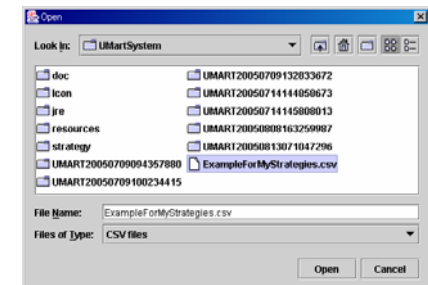 Open
Look In: UMartSystem
doc
Icon
jre
resources
strategy
UMART20050709094357880
UMART20050709100234415
UMART20050709132833672
UMART20050714144858673
UMART20050714145808013
UMART20050808163259987
UMART20050813071047296
ExampleForMyStrategies.csv
File Name: ExampleForMyStrategies.csv
Files of Type: CSV files
Open Cancel